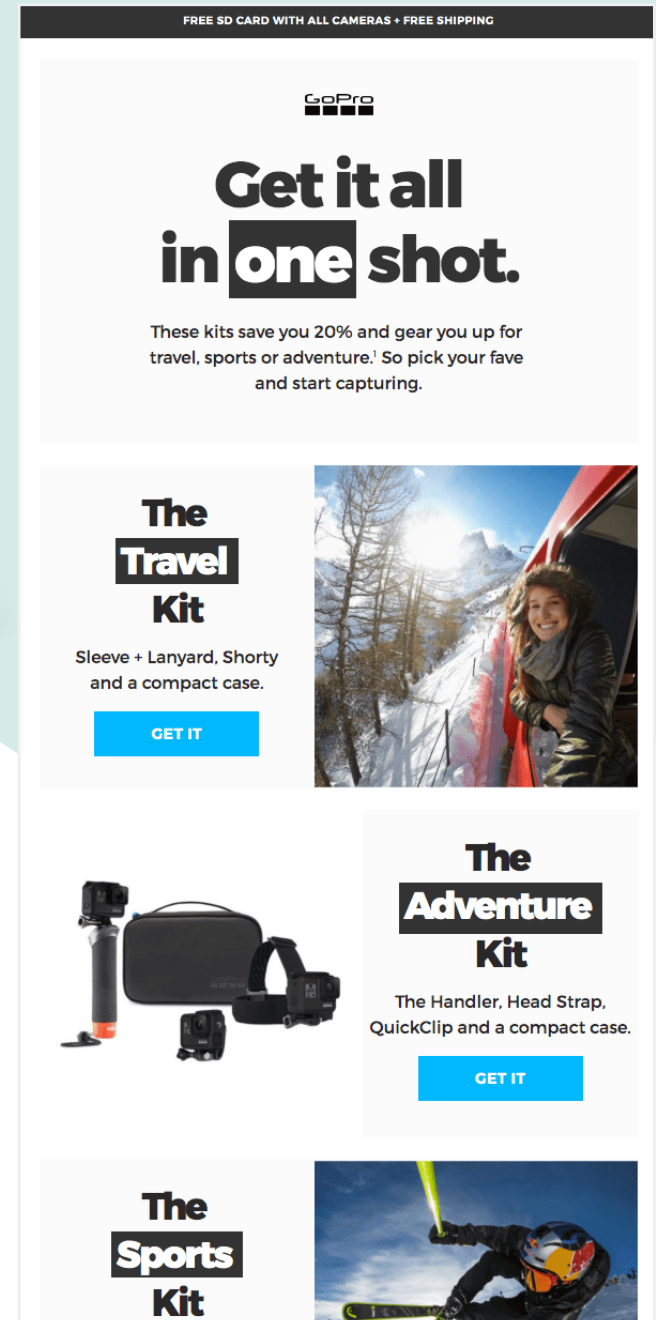 FREE SD CARD WITH ALL CAMERAS + FREE SHIPPING
GoPro
Get it all
in one shot.
These kits save you 20% and gear you up for
travel, sports or adventure.¹ So pick your fave
and start capturing.
The
Travel
Kit
Sleeve + Lanyard, Shorty
and a compact case.
GET IT
The
Adventure
Kit
The Handler, Head Strap,
QuickClip and a compact case.
GET IT
The
Sports
Kit